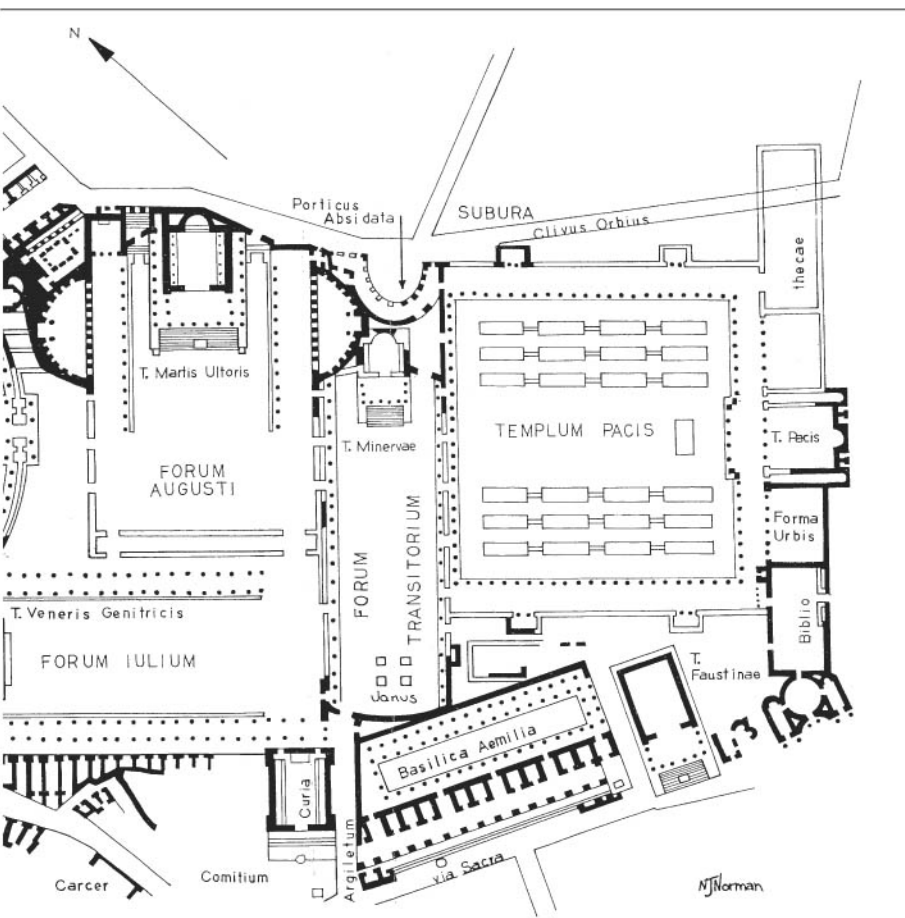 N
Porticus
Absidata
SUBURA
Clivus Orbius
thecae
T. Martis Ultoris
T. Minervae
TEMPLUM PACIS
T. Pacis
FORUM
AUGUSTI
Forma
Urbis
FORUM
TRANSITORIUM
Biblio
T. Veneris Genitricis
FORUM IULIUM
Janus
T.
Faustinae
Basilica Aemilia
Curia
Argiletum
via Sacra
Carcer
Comitium
NJNorman